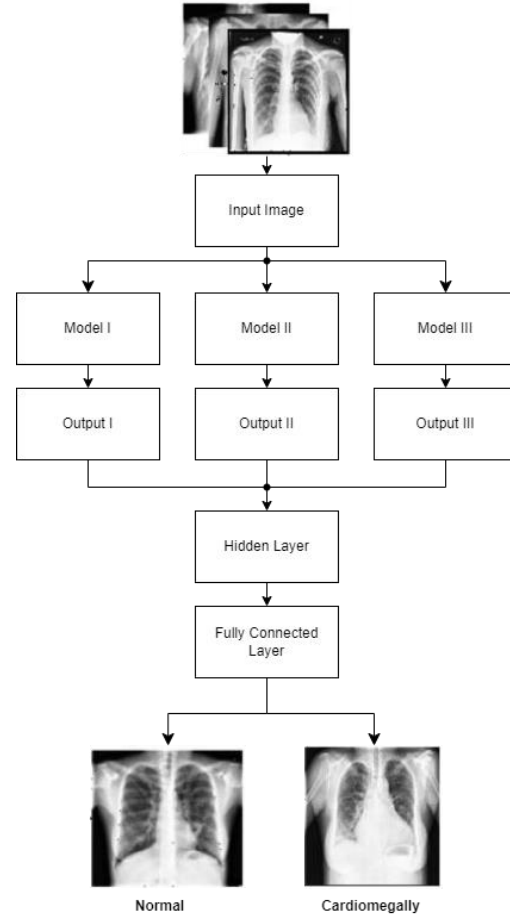 Input Image
Model I
Model II
Model III
Output I
Output II
Output III
Hidden Layer
Fully Connected
Layer
Normal
Cardiomegally